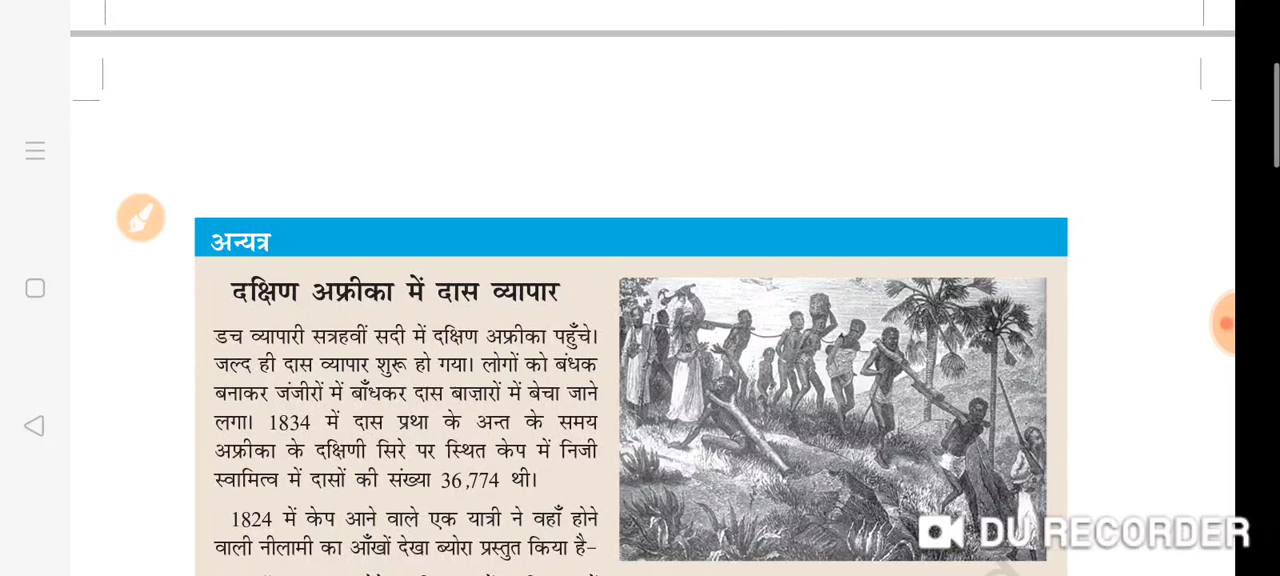 अन्यत्र
दक्षिण अफ्रीका में दास व्यापार
डच व्यापारी सत्रहवीं सदी में दक्षिण अफ्रीका पहुँचे।
जल्द ही दास व्यापार शुरू हो गया। लोगों को बंधक
बनाकर जंजीरों में बाँधकर दास बाज़ारों में बेचा जाने
लगा। 1834 में दास प्रथा के अन्त के समय
अफ्रीका के दक्षिणी सिरे पर स्थित केप में निजी
स्वामित्व में दासों की संख्या 36,774 थी।
1824 में केप आने वाले एक यात्री ने वहाँ होने
वाली नीलामी का आँखों देखा ब्योरा प्रस्तुत किया है-
DU RECORDER